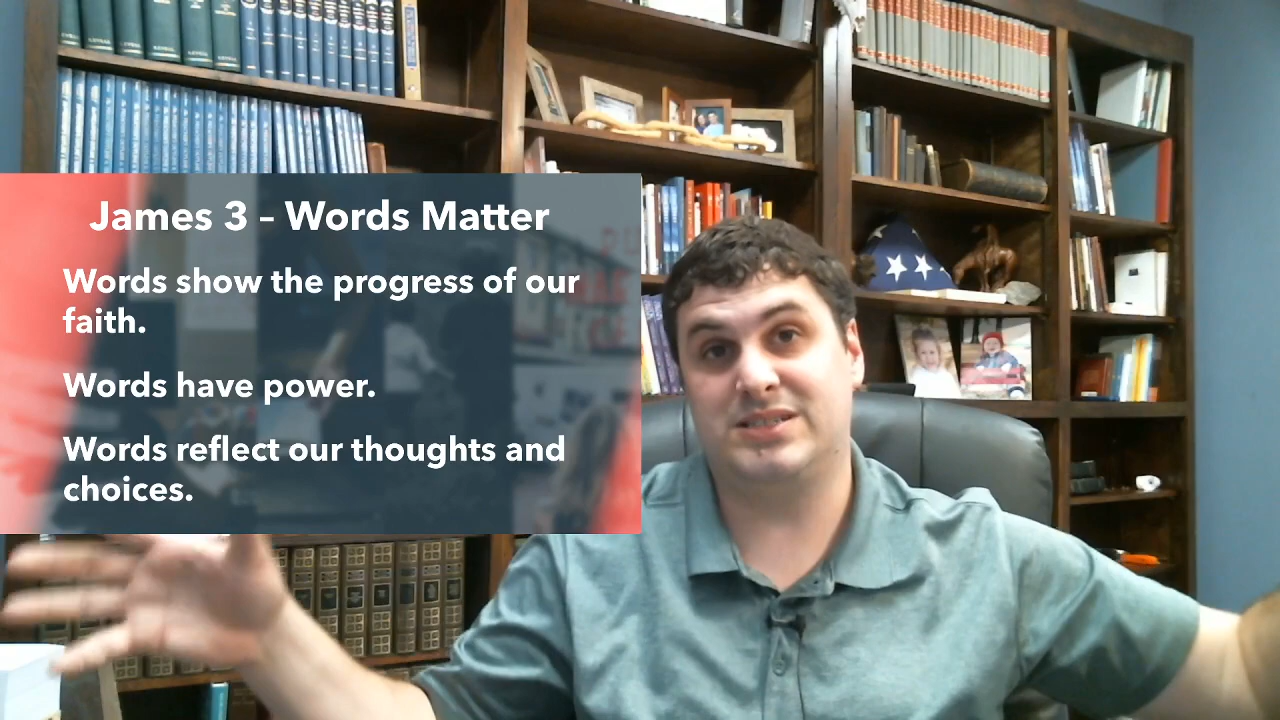 James 3 – Words Matter
Words show the progress of our
faith.
Words have power.
Words reflect our thoughts and
choices.